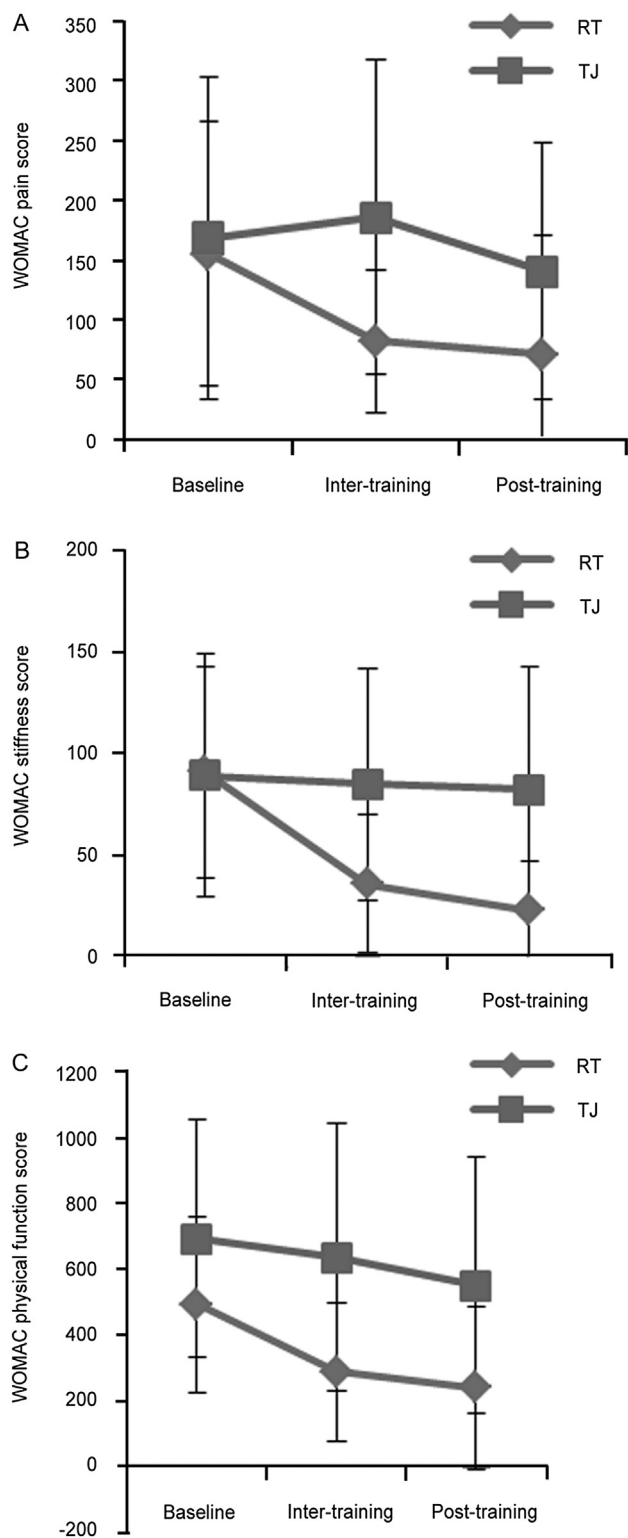 A
350
300
250
200
150
100
50
0
WOMAC pain score
RT
TJ
Baseline
Inter-training
Post-training
B
200
150
100
50
0
WOMAC stiffness score
RT
TJ
Baseline
Inter-training
Post-training
C
1200
1000
800
600
400
200
0
-200
WOMAC physical function score
RT
TJ
Baseline
Inter-training
Post-training